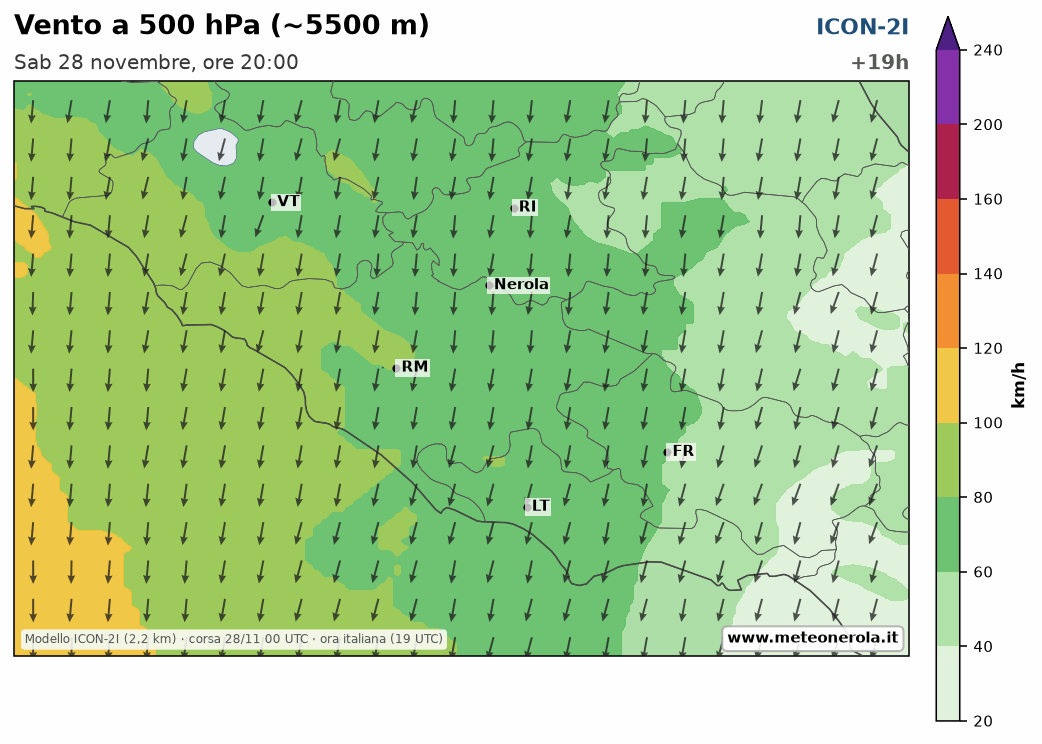 Vento a 500 hPa (~5500 m)
ICON-2I
Sab 28 novembre, ore 20:00
+19h
VT
RI
Nerola
RM
FR
LT
Modello ICON-2I (2,2 km) · corsa 28/11 00 UTC · ora italiana (19 UTC)
www.meteonerola.it
240
200
160
140
120
100
80
60
40
20
km/h